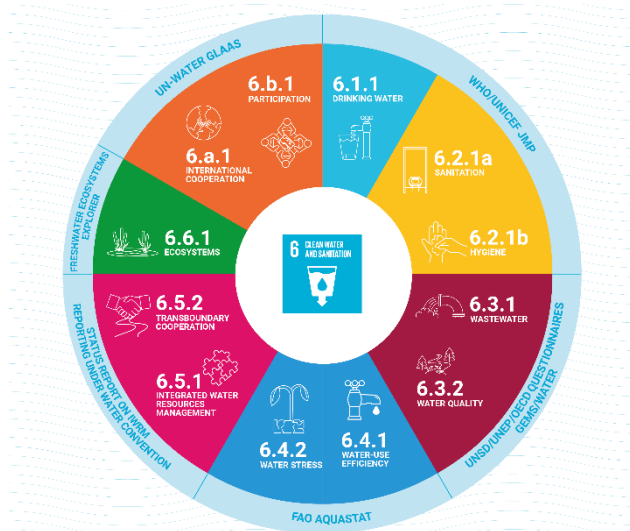 UN-WATER GLAAS
WHO/UNICEF JMP
6.b.1
PARTICIPATION
6.1.1
DRINKING WATER
6.a.1
INTERNATIONAL
COOPERATION
6.2.1a
SANITATION
6.2.1b
HYGIENE
FRESHWATER ECOSYSTEMS
EXPLORER
6.6.1
ECOSYSTEMS
6 CLEAN WATER
AND SANITATION
6.5.2
TRANSBOUNDARY
COOPERATION
6.3.1
WASTEWATER
6.5.1
INTEGRATED WATER
RESOURCES
MANAGEMENT
6.3.2
WATER QUALITY
6.4.2
WATER STRESS
6.4.1
WATER-USE
EFFICIENCY
STATUS REPORT ON IWRM
REPORTING UNDER WATER CONVENTION
UNSD/UNEP/OECD QUESTIONNAIRES
GEMS/WATER
FAO AQUASTAT